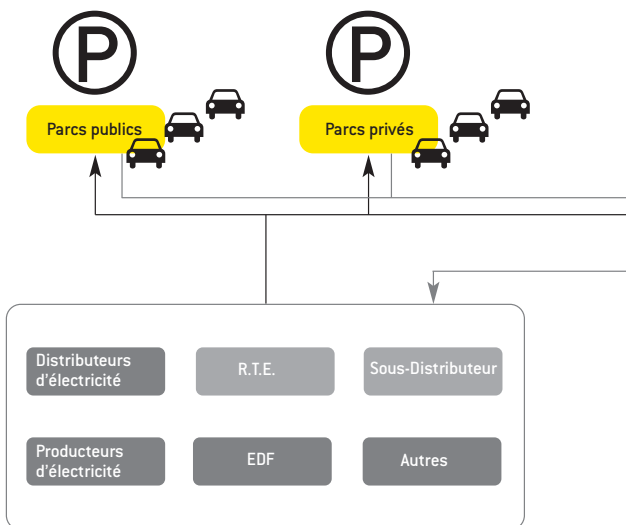 P
P
Parcs publics
Parcs privés
Distributeurs
d'électricité
R.T.E.
Sous-Distributeur
Producteurs
d'électricité
EDF
Autres